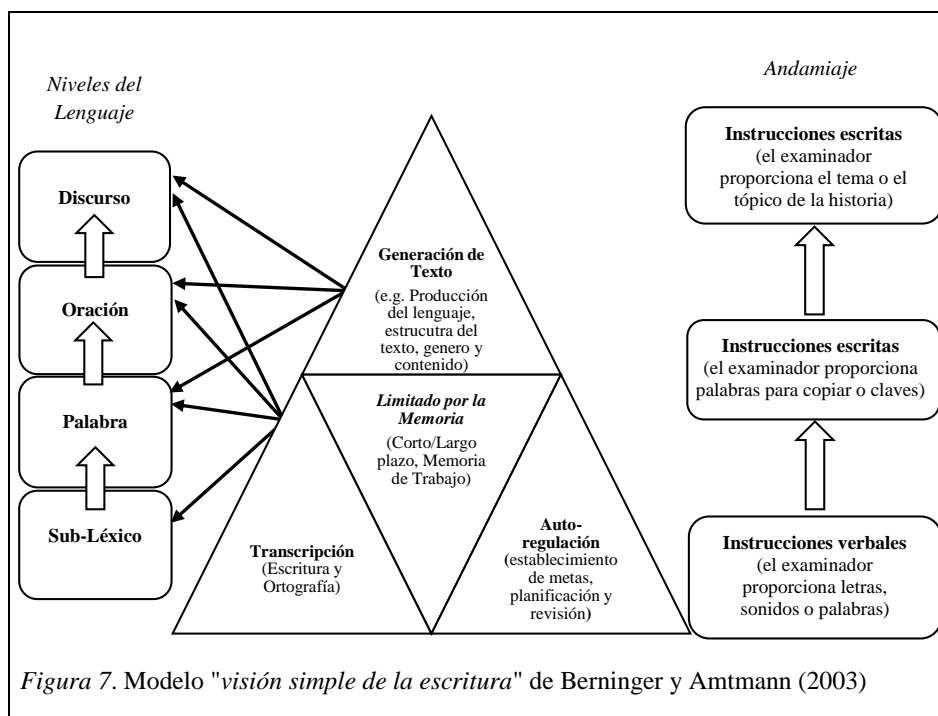 Niveles del
Lenguaje
Discurso
Oración
Palabra
Sub-Léxico
Generación de
Texto
(e.g. Producción
del lenguaje,
estrucutra del
texto, genero y
contenido)
Limitado por la
Memoria
(Corto/Largo
plazo, Memoria
de Trabajo)
Transcripción
(Escritura y
Ortografía)
Auto-
regulación
(establecimiento
de metas,
planificación y
revisión)
Andamiaje
Instrucciones escritas
(el examinador
proporciona el tema o el
tópico de la historia)
Instrucciones escritas
(el examinador proporciona
palabras para copiar o claves)
Instrucciones verbales
(el examinador
proporciona letras,
sonidos o palabras)
Figura 7. Modelo "visión simple de la escritura" de Berninger y Amtmann (2003)